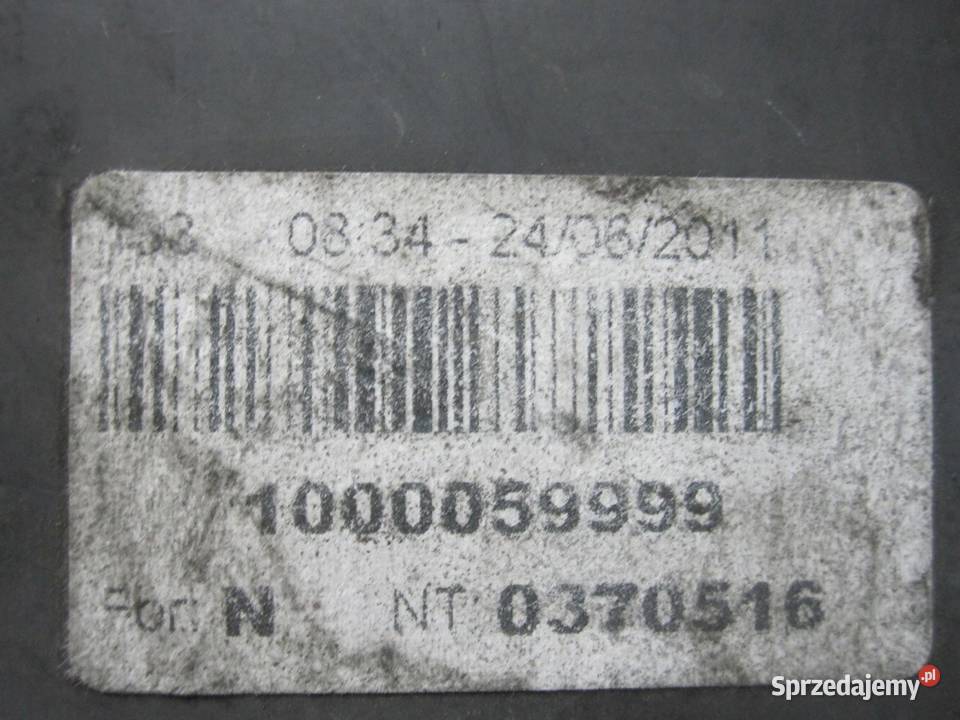 08:34 - 24/06/2011
1000059999
N NT: 0370516
Sprzedajemy.pl